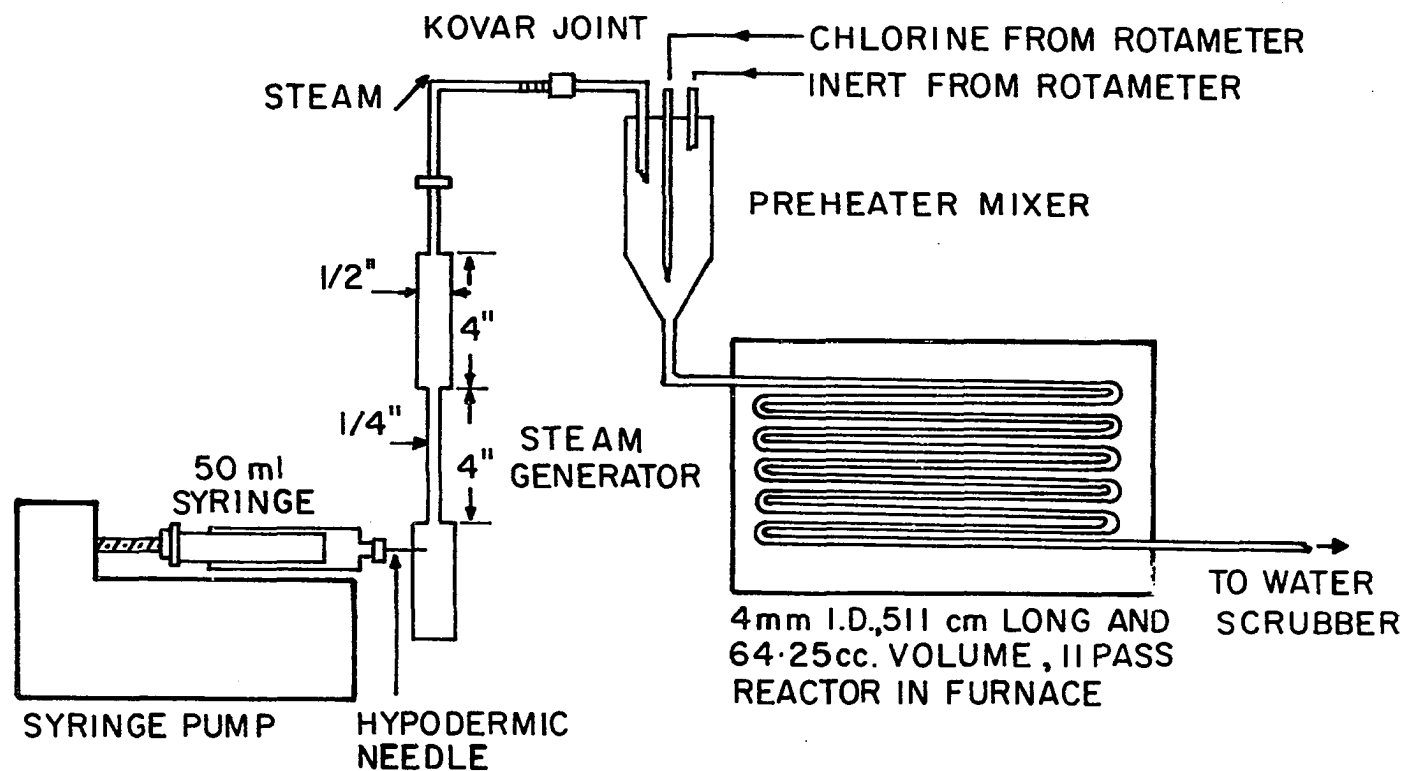 KOVAR JOINT
CHLORINE FROM ROTAMETER
INERT FROM ROTAMETER
STEAM
PREHEATER MIXER
1/2"
4"
1/4"
4"
STEAM
GENERATOR
50 ml
SYRINGE
TO WATER
SCRUBBER
4mm I.D.,511 cm LONG AND
64·25cc. VOLUME, 11 PASS
REACTOR IN FURNACE
SYRINGE PUMP
HYPODERMIC
NEEDLE